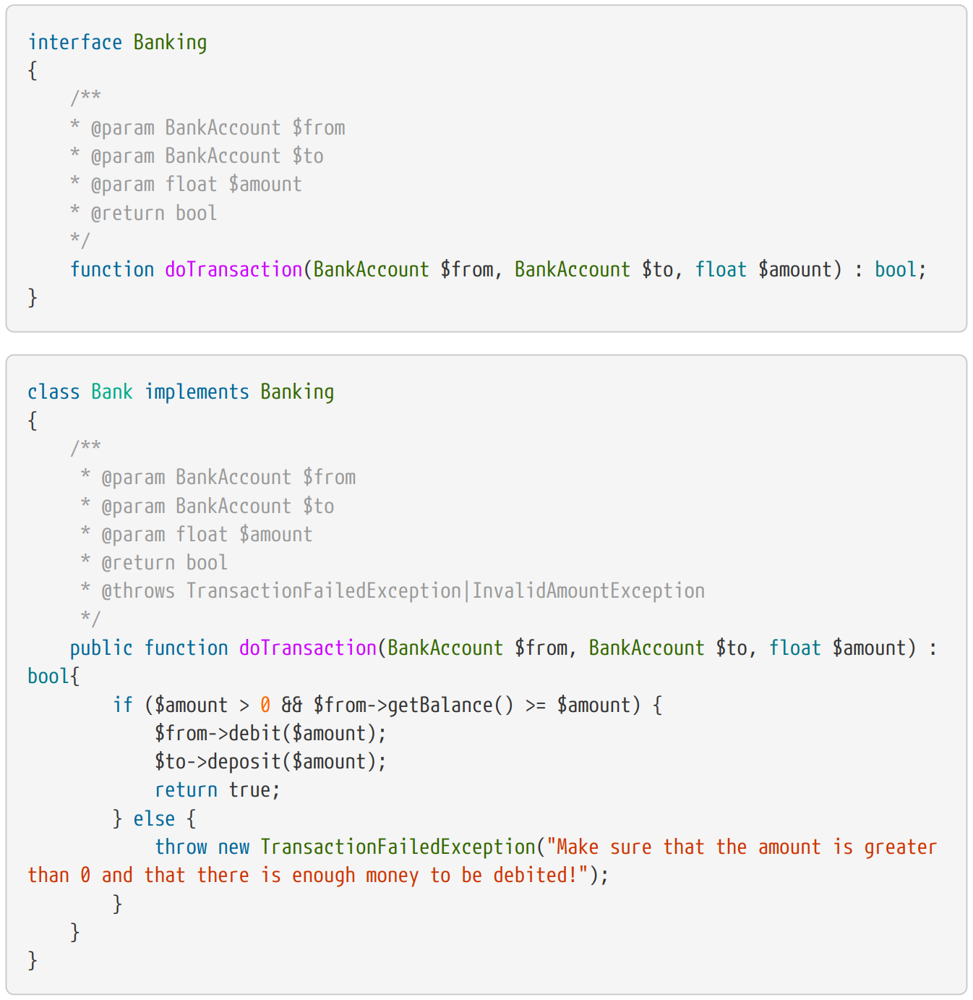 interface Banking
{
    /**
    * @param BankAccount $from
    * @param BankAccount $to
    * @param float $amount
    * @return bool
    */
    function doTransaction(BankAccount $from, BankAccount $to, float $amount) : bool;
}
class Bank implements Banking
{
    /**
     * @param BankAccount $from
     * @param BankAccount $to
     * @param float $amount
     * @return bool
     * @throws TransactionFailedException|InvalidAmountException
     */
    public function doTransaction(BankAccount $from, BankAccount $to, float $amount) :
bool{
        if ($amount > 0 && $from->getBalance() >= $amount) {
            $from->debit($amount);
            $to->deposit($amount);
            return true;
        } else {
            throw new TransactionFailedException("Make sure that the amount is greater
than 0 and that there is enough money to be debited!");
        }
    }
}